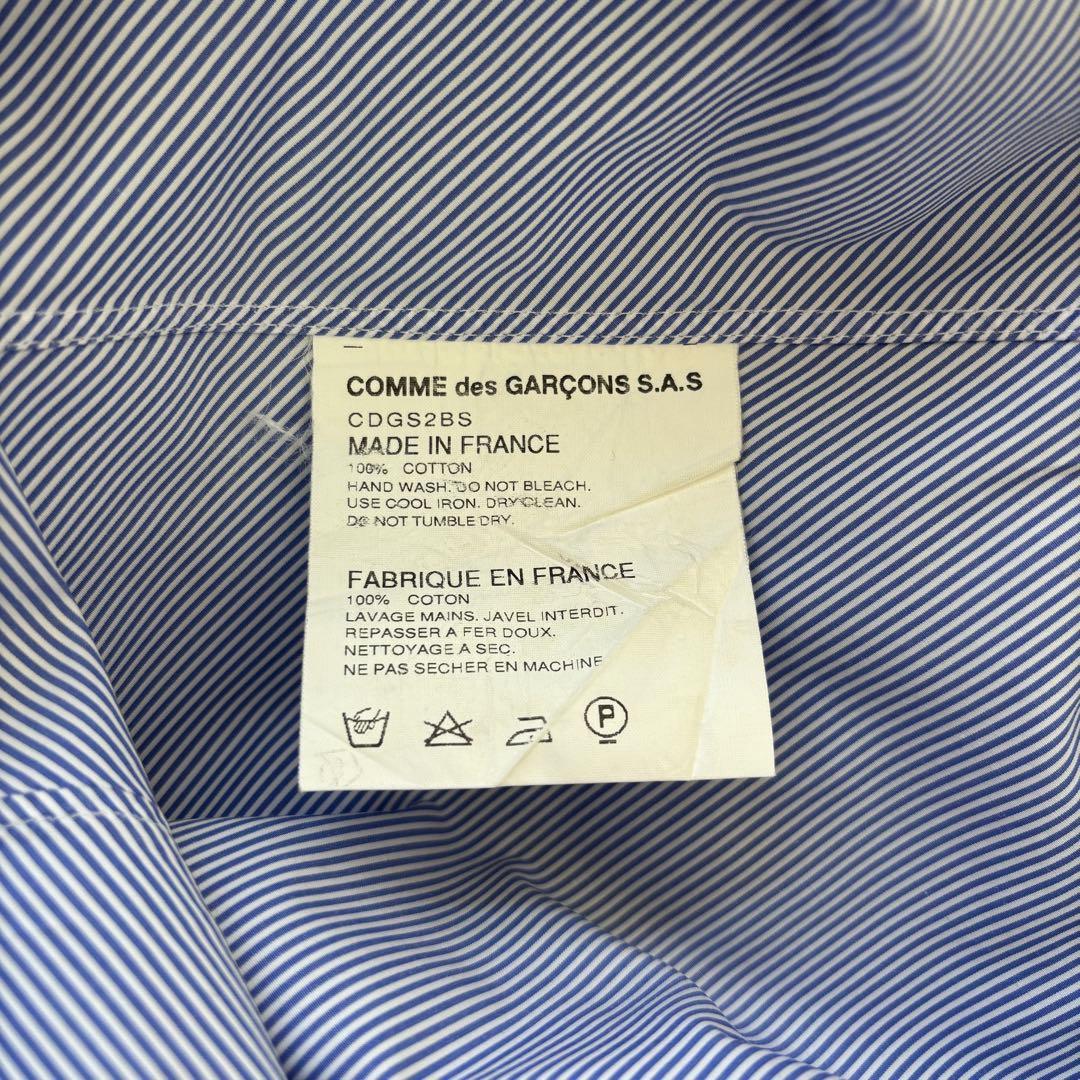 COMME des GARÇONS S.A.S
CDGS2BS
MADE IN FRANCE
100% COTTON
HAND WASH. DO NOT BLEACH.
USE COOL IRON. DRY CLEAN.
DO NOT TUMBLE DRY.
FABRIQUE EN FRANCE
100% COTON
LAVAGE MAINS. JAVEL INTERDIT.
REPASSER A FER DOUX.
NETTOYAGE A SEC.
NE PAS SECHER EN MACHINE
P